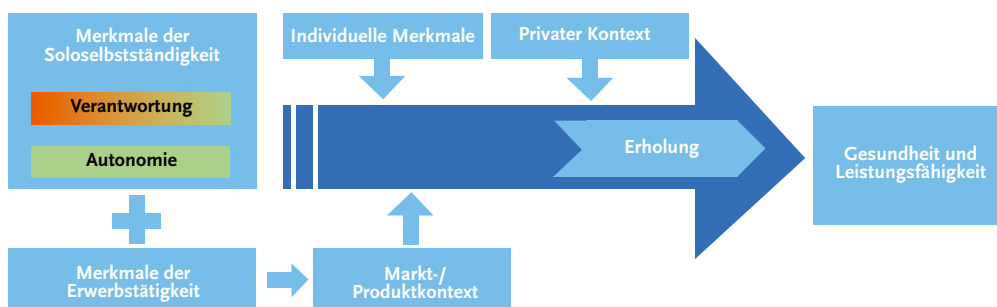 Merkmale der
Soloselbstständigkeit
Verantwortung
Autonomie
Merkmale der
Erwerbstätigkeit
Individuelle Merkmale
Privater Kontext
Erholung
Markt-/
Produktkontext
Gesundheit und
Leistungsfähigkeit